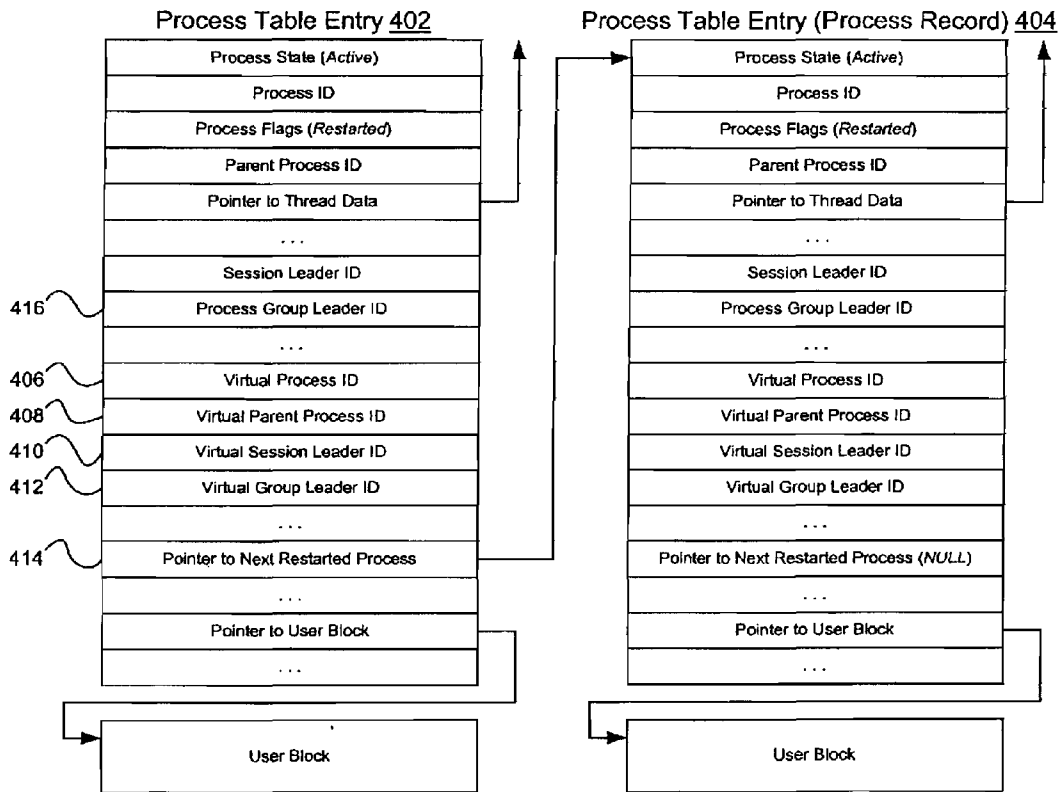 Process Table Entry 402
Process State (Active)
Process ID
Process Flags (Restarted)
Parent Process ID
Pointer to Thread Data
. . .
Session Leader ID
416
Process Group Leader ID
. . .
406
Virtual Process ID
408
Virtual Parent Process ID
410
Virtual Session Leader ID
412
Virtual Group Leader ID
. . .
414
Pointer to Next Restarted Process
. . .
Pointer to User Block
. . .
User Block
Process Table Entry (Process Record) 404
Process State (Active)
Process ID
Process Flags (Restarted)
Parent Process ID
Pointer to Thread Data
. . .
Session Leader ID
Process Group Leader ID
. . .
Virtual Process ID
Virtual Parent Process ID
Virtual Session Leader ID
Virtual Group Leader ID
. . .
Pointer to Next Restarted Process (NULL)
. . .
Pointer to User Block
. . .
User Block